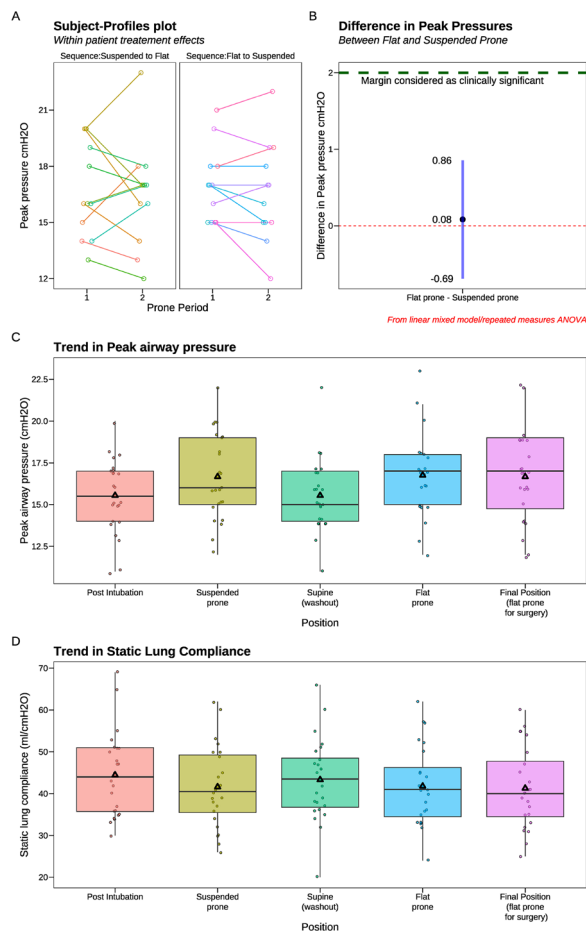 A
Subject-Profiles plot
Within patient treatement effects
Sequence:Suspended to Flat
Sequence:Flat to Suspended
Peak pressure cmH2O
21
18
15
12
1
2
1
2
Prone Period
B
Difference in Peak Pressures
Between Flat and Suspended Prone
Difference in Peak pressure cmH2O
2
1
0
Margin considered as clinically significant
0.86
0.08
-0.69
Flat prone - Suspended prone
From linear mixed model/repeated measures ANOVA
C
Trend in Peak airway pressure
Peak airway pressure (cmH2O)
22.5
20.0
17.5
15.0
12.5
Post Intubation
Suspended
prone
Supine
(washout)
Flat
prone
Final Position
(flat prone
for surgery)
Position
D
Trend in Static Lung Compliance
Static lung compliance (ml/cmH2O)
70
60
50
40
30
20
Post Intubation
Suspended
prone
Supine
(washout)
Flat
prone
Final Position
(flat prone
for surgery)
Position